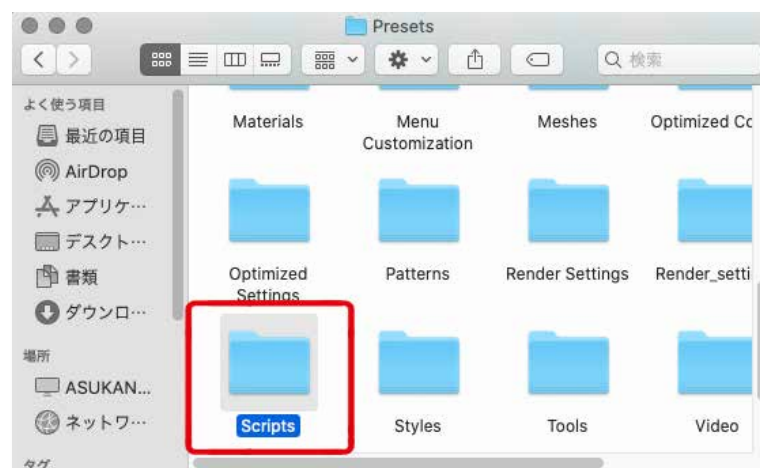 Presets
検索
よく使う項目
最近の項目
AirDrop
アプリケ…
デスクト…
書類
ダウンロ…
場所
ASUKAN...
ネットワ…
タグ
Materials
Menu
Customization
Meshes
Optimized Co
Optimized
Settings
Patterns
Render Settings
Render_setti
Scripts
Styles
Tools
Video